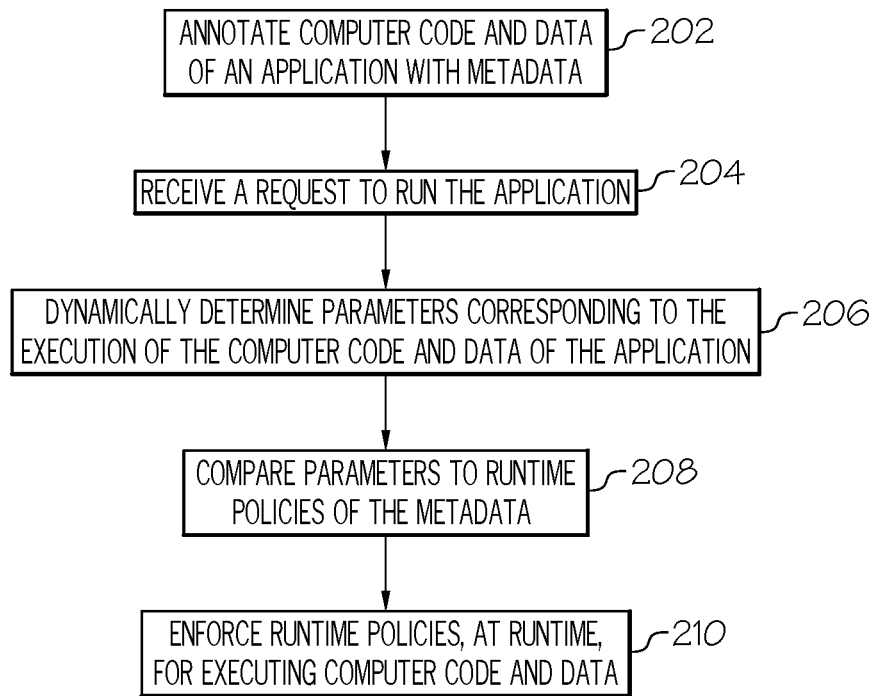 ANNOTATE COMPUTER CODE AND DATA
OF AN APPLICATION WITH METADATA
202
RECEIVE A REQUEST TO RUN THE APPLICATION
204
DYNAMICALLY DETERMINE PARAMETERS CORRESPONDING TO THE
EXECUTION OF THE COMPUTER CODE AND DATA OF THE APPLICATION
206
COMPARE PARAMETERS TO RUNTIME
POLICIES OF THE METADATA
208
ENFORCE RUNTIME POLICIES, AT RUNTIME,
FOR EXECUTING COMPUTER CODE AND DATA
210